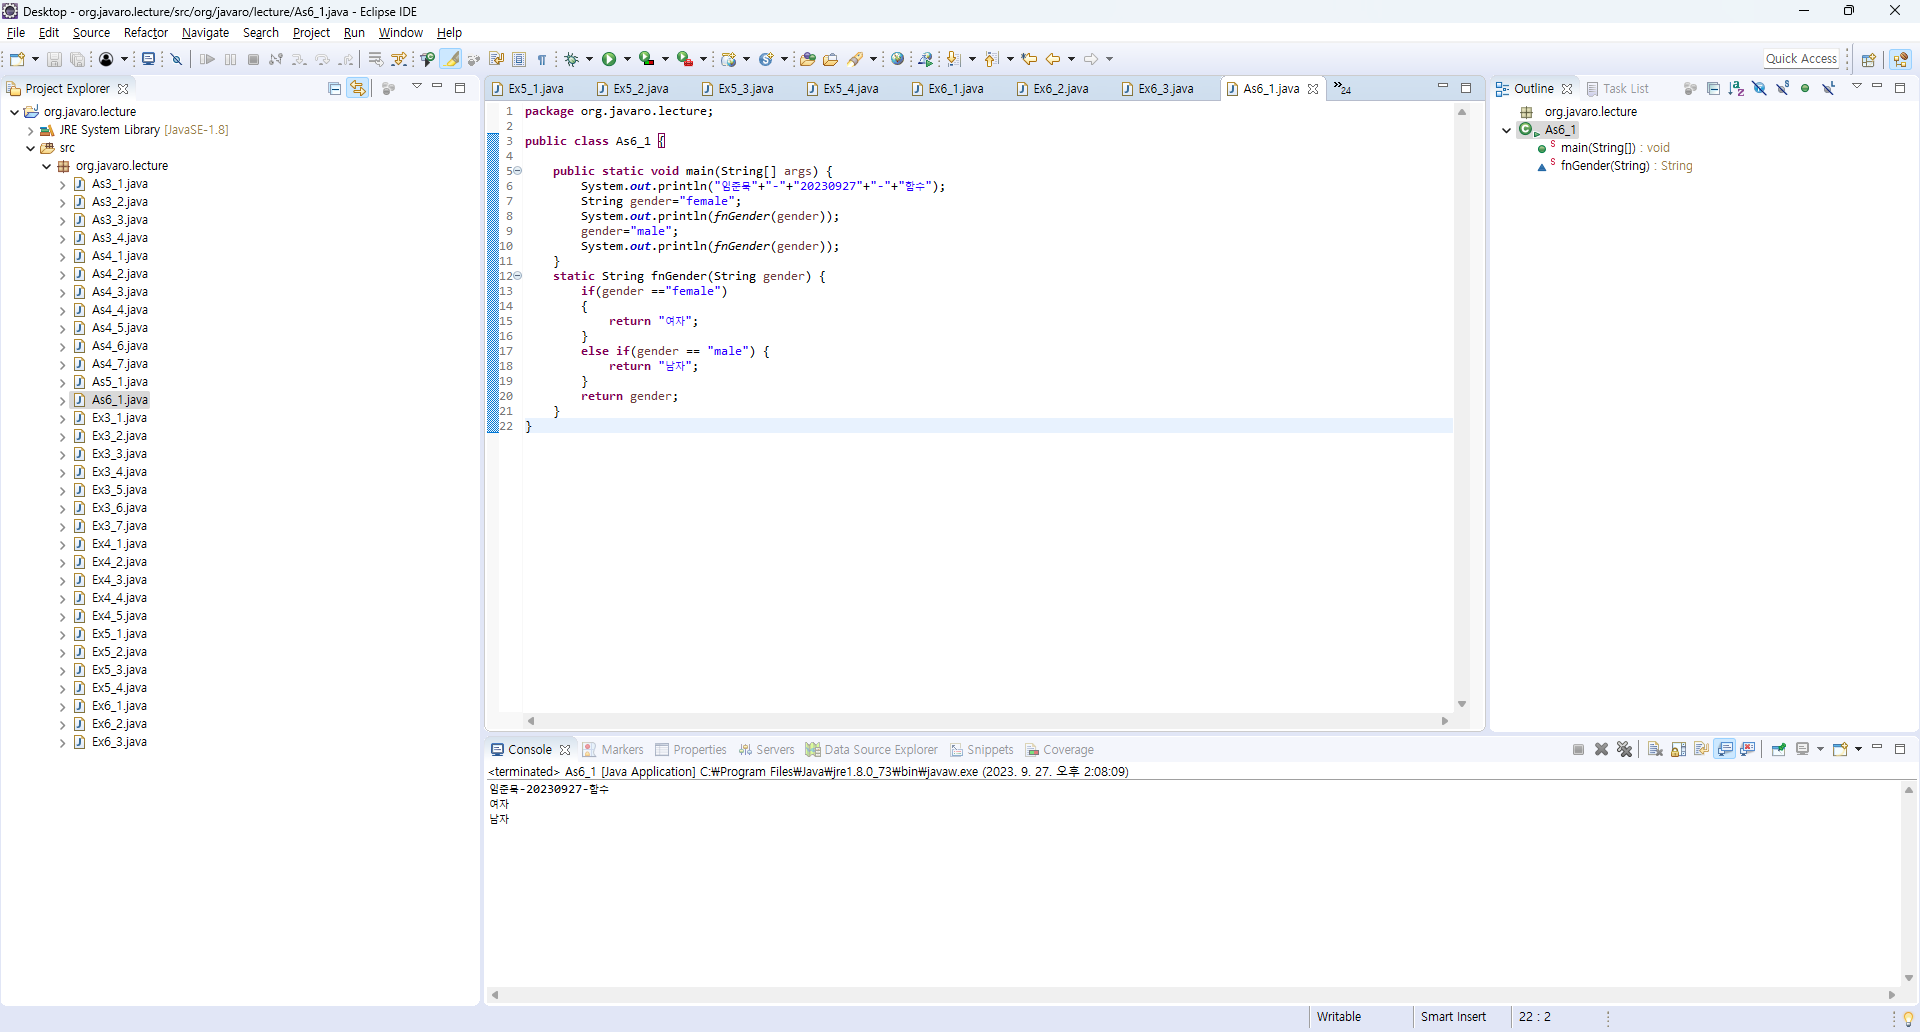 Desktop - org.javaro.lecture/src/org/javaro/lecture/As6_1.java - Eclipse IDE
File Edit Source Refactor Navigate Search Project Run Window Help
Quick Access
Project Explorer
org.javaro.lecture
JRE System Library [JavaSE-1.8]
src
org.javaro.lecture
As3_1.java
As3_2.java
As3_3.java
As3_4.java
As4_1.java
As4_2.java
As4_3.java
As4_4.java
As4_5.java
As4_6.java
As4_7.java
As5_1.java
As6_1.java
Ex3_1.java
Ex3_2.java
Ex3_3.java
Ex3_4.java
Ex3_5.java
Ex3_6.java
Ex3_7.java
Ex4_1.java
Ex4_2.java
Ex4_3.java
Ex4_4.java
Ex4_5.java
Ex5_1.java
Ex5_2.java
Ex5_3.java
Ex5_4.java
Ex6_1.java
Ex6_2.java
Ex6_3.java
Ex5_1.java Ex5_2.java Ex5_3.java Ex5_4.java Ex6_1.java Ex6_2.java Ex6_3.java As6_1.java »24
1 package org.javaro.lecture;
2
3 public class As6_1 {
4
5 public static void main(String[] args) {
6 System.out.println("임준묵"+"-"+"20230927"+"-"+"함수");
7 String gender="female";
8 System.out.println(fnGender(gender));
9 gender="male";
10 System.out.println(fnGender(gender));
11 }
12 static String fnGender(String gender) {
13 if(gender =="female")
14 {
15 return "여자";
16 }
17 else if(gender == "male") {
18 return "남자";
19 }
20 return gender;
21 }
22 }
Outline Task List
org.javaro.lecture
As6_1
S main(String[]) : void
S fnGender(String) : String
Console Markers Properties Servers Data Source Explorer Snippets Coverage
<terminated> As6_1 [Java Application] C:₩Program Files₩Java₩jre1.8.0_73₩bin₩javaw.exe (2023. 9. 27. 오후 2:08:09)
임준묵-20230927-함수
여자
남자
Writable Smart Insert 22 : 2